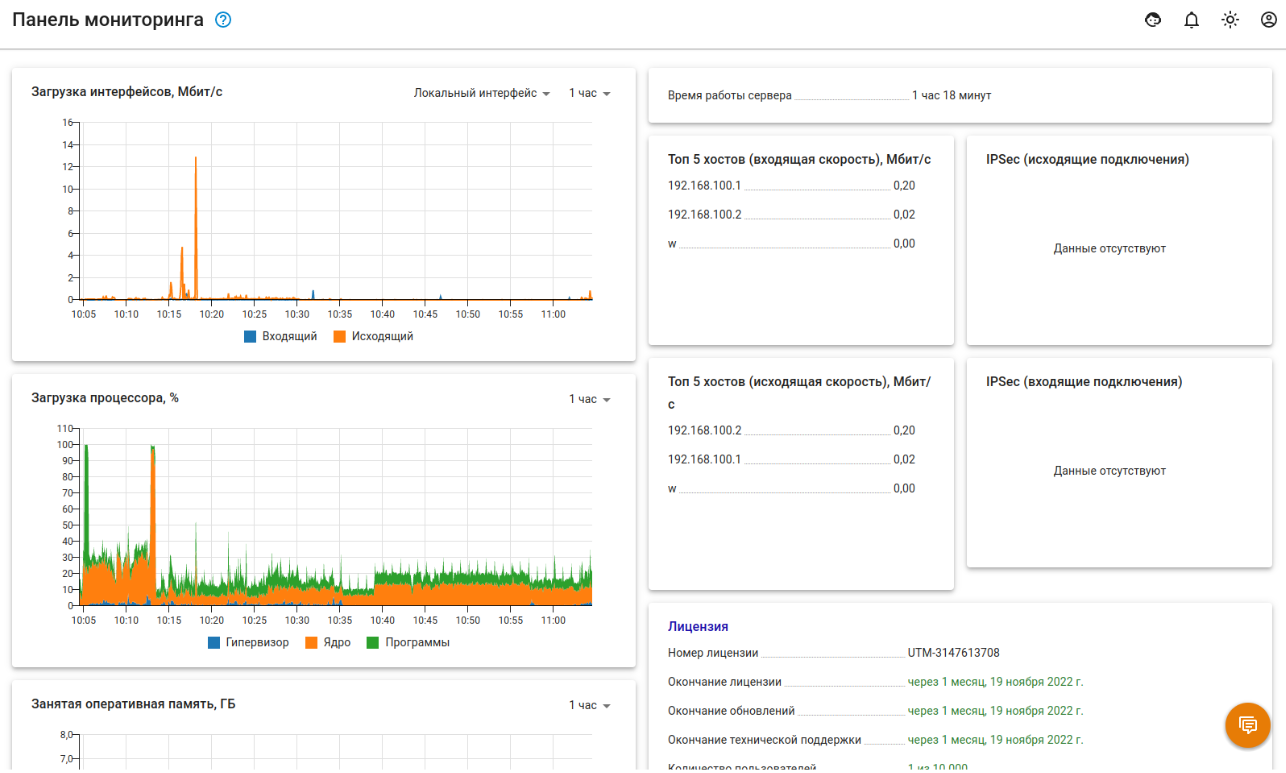 Панель мониторинга
Загрузка интерфейсов, Мбит/с
Локальный интерфейс
1 час
16
14
12
10
8
6
4
2
0
10:05 10:10 10:15 10:20 10:25 10:30 10:35 10:40 10:45 10:50 10:55 11:00
Входящий Исходящий
Загрузка процессора, %
1 час
110
100
90
80
70
60
50
40
30
20
10
0
10:05 10:10 10:15 10:20 10:25 10:30 10:35 10:40 10:45 10:50 10:55 11:00
Гипервизор Ядро Программы
Занятая оперативная память, ГБ
1 час
8,0
7,0
Время работы сервера 1 час 18 минут
Топ 5 хостов (входящая скорость), Мбит/с
192.168.100.1 0,20
192.168.100.2 0,02
w 0,00
IPSec (исходящие подключения)
Данные отсутствуют
Топ 5 хостов (исходящая скорость), Мбит/
с
192.168.100.2 0,20
192.168.100.1 0,02
w 0,00
IPSec (входящие подключения)
Данные отсутствуют
Лицензия
Номер лицензии UTM-3147613708
Окончание лицензии через 1 месяц, 19 ноября 2022 г.
Окончание обновлений через 1 месяц, 19 ноября 2022 г.
Окончание технической поддержки через 1 месяц, 19 ноября 2022 г.
Количество пользователей 1 из 10 000